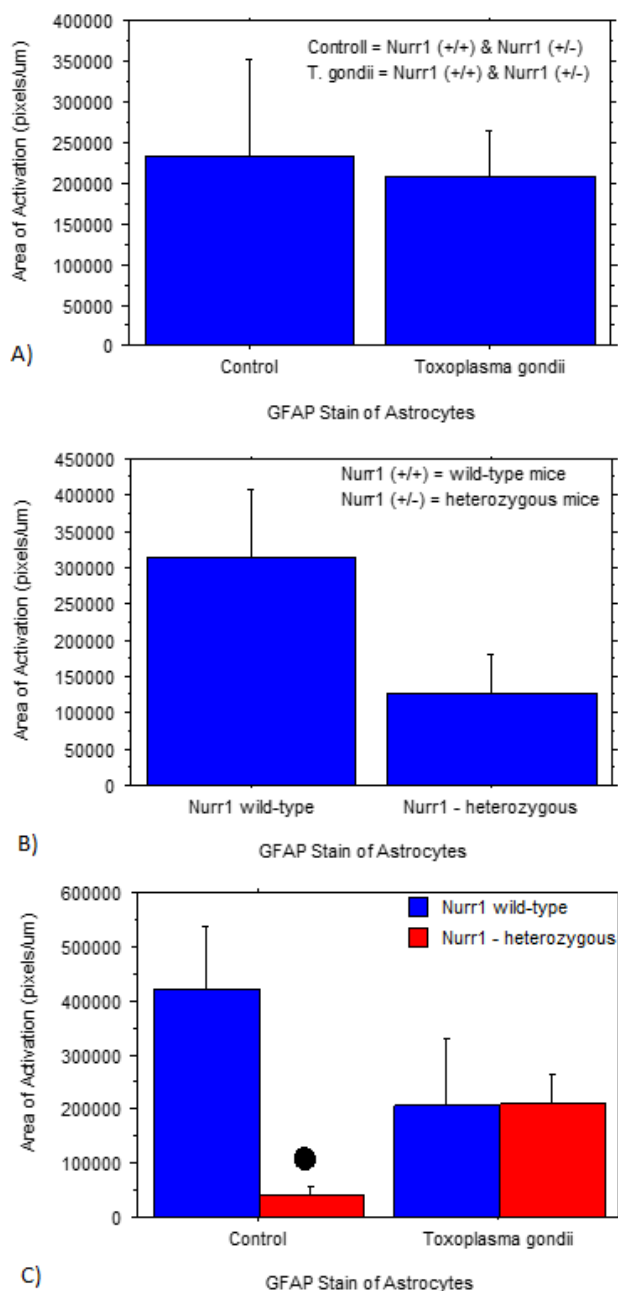 400000
350000
300000
250000
200000
150000
100000
50000
0
Area of Activation (pixels/um)
Controll = Nurr1 (+/+) & Nurr1 (+/-)
T. gondii = Nurr1 (+/+) & Nurr1 (+/-)
Control
Toxoplasma gondii
A)
GFAP Stain of Astrocytes
450000
400000
350000
300000
250000
200000
150000
100000
50000
0
Area of Activation (pixels/um)
Nurr1 (+/+) = wild-type mice
Nurr1 (+/-) = heterozygous mice
Nurr1 wild-type
Nurr1 - heterozygous
B)
GFAP Stain of Astrocytes
600000
500000
400000
300000
200000
100000
0
Area of Activation (pixels/um)
Nurr1 wild-type
Nurr1 - heterozygous
Control
Toxoplasma gondii
C)
GFAP Stain of Astrocytes